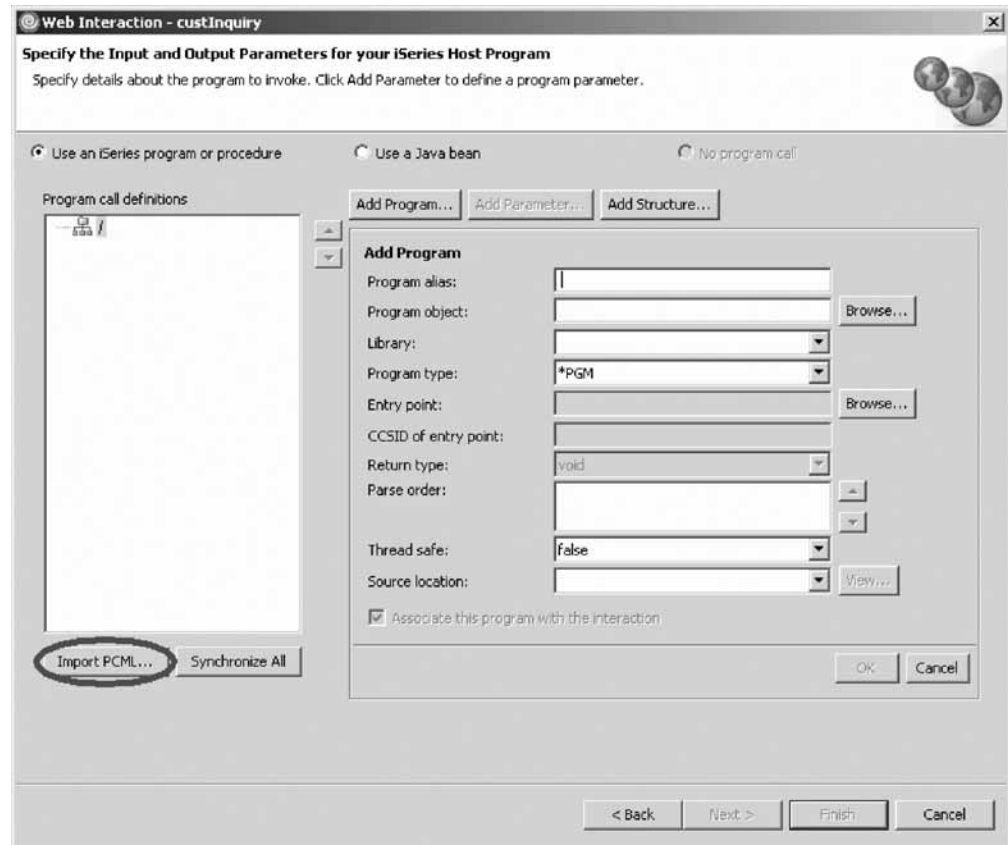 Web Interaction - custInquiry
Specify the Input and Output Parameters for your iSeries Host Program
Specify details about the program to invoke. Click Add Parameter to define a program parameter.
Use an iSeries program or procedure
Use a Java bean
No program call
Program call definitions
/
Add Program...
Add Parameter...
Add Structure...
Add Program
Program alias:
Program object:
Browse...
Library:
Program type:
*PGM
Entry point:
Browse...
CCSID of entry point:
Return type:
void
Parse order:
Thread safe:
false
Source location:
View...
Associate this program with the interaction
Import PCML...
Synchronize All
OK
Cancel
< Back
Next >
Finish
Cancel